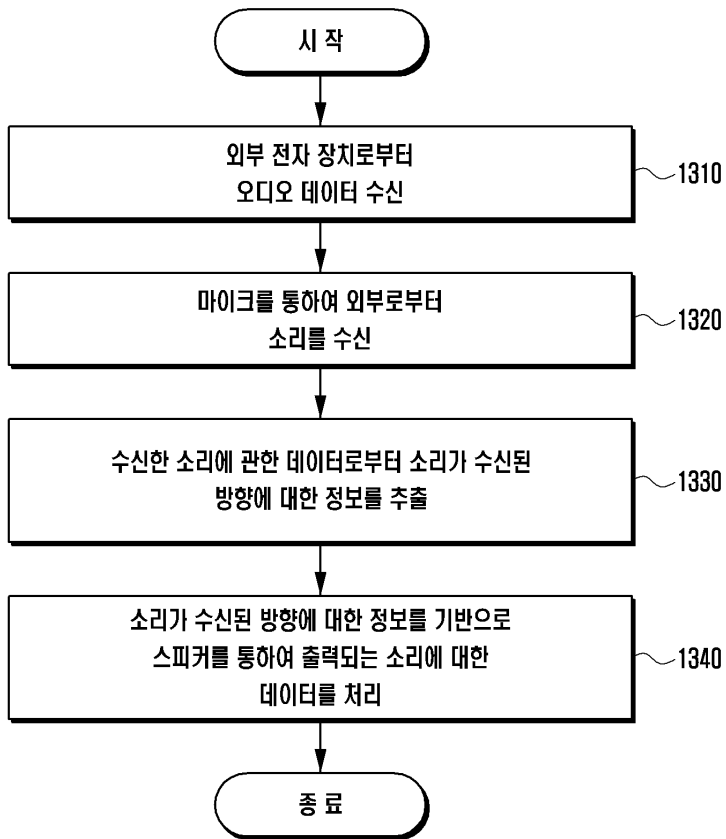 시 작
외부 전자 장치로부터
오디오 데이터 수신
1310
마이크를 통하여 외부로부터
소리를 수신
1320
수신한 소리에 관한 데이터로부터 소리가 수신된
방향에 대한 정보를 추출
1330
소리가 수신된 방향에 대한 정보를 기반으로
스피커를 통하여 출력되는 소리에 대한
데이터를 처리
1340
종 료